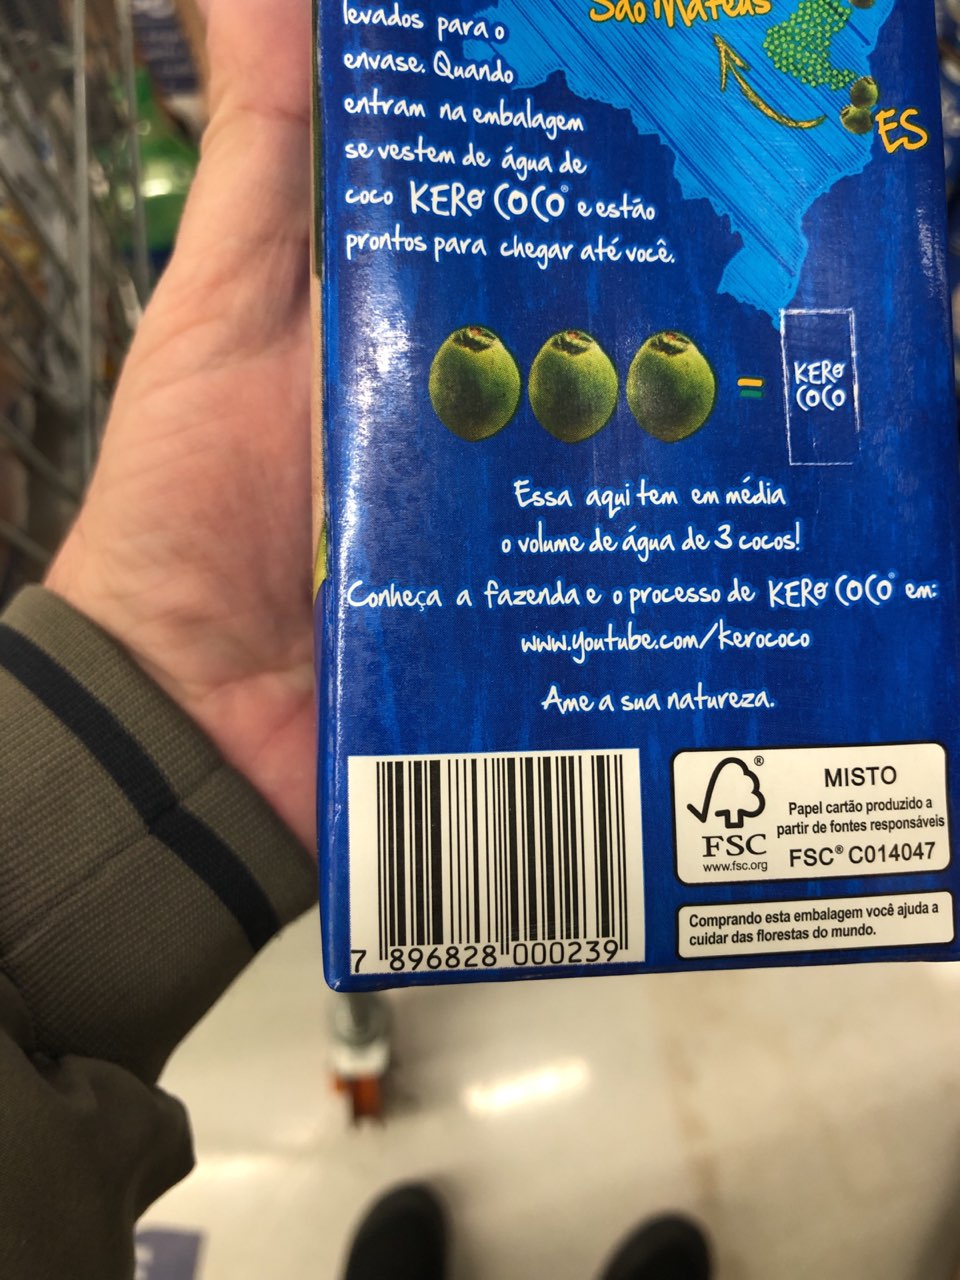 levados para o
São Mateus
envase. Quando
entram na embalagem
ES
se vestem de água de
coco KERO COCO® e estão
prontos para chegar até você.
= KERO
COCO
Essa aqui tem em média
o volume de água de 3 cocos!
Conheça a fazenda e o processo de KERO COCO® em:
www.youtube.com/kerococo
Ame a sua natureza.
7 896828 000239
®
FSC
www.fsc.org
MISTO
Papel cartão produzido a
partir de fontes responsáveis
FSC® C014047
Comprando esta embalagem você ajuda a
cuidar das florestas do mundo.